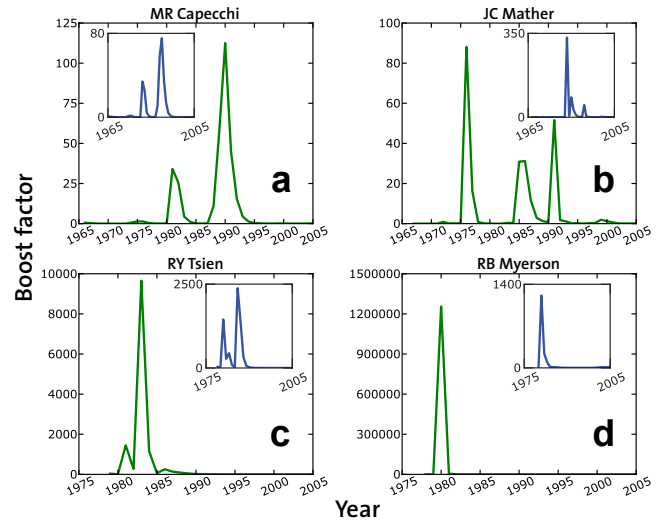 MR Capecchi
125
100
75
50
25
0
1965 1970 1975 1980 1985 1990 1995 2000 2005
80
0
1965 2005
a
JC Mather
100
80
60
40
20
0
1965 1970 1975 1980 1985 1990 1995 2000 2005
350
0
1965 2005
b
Boost factor
RY Tsien
10000
8000
6000
4000
2000
0
1975 1980 1985 1990 1995 2000 2005
2500
0
1975 2005
c
RB Myerson
1500000
1200000
900000
600000
300000
0
1975 1980 1985 1990 1995 2000 2005
1400
0
1975 2005
d
Year